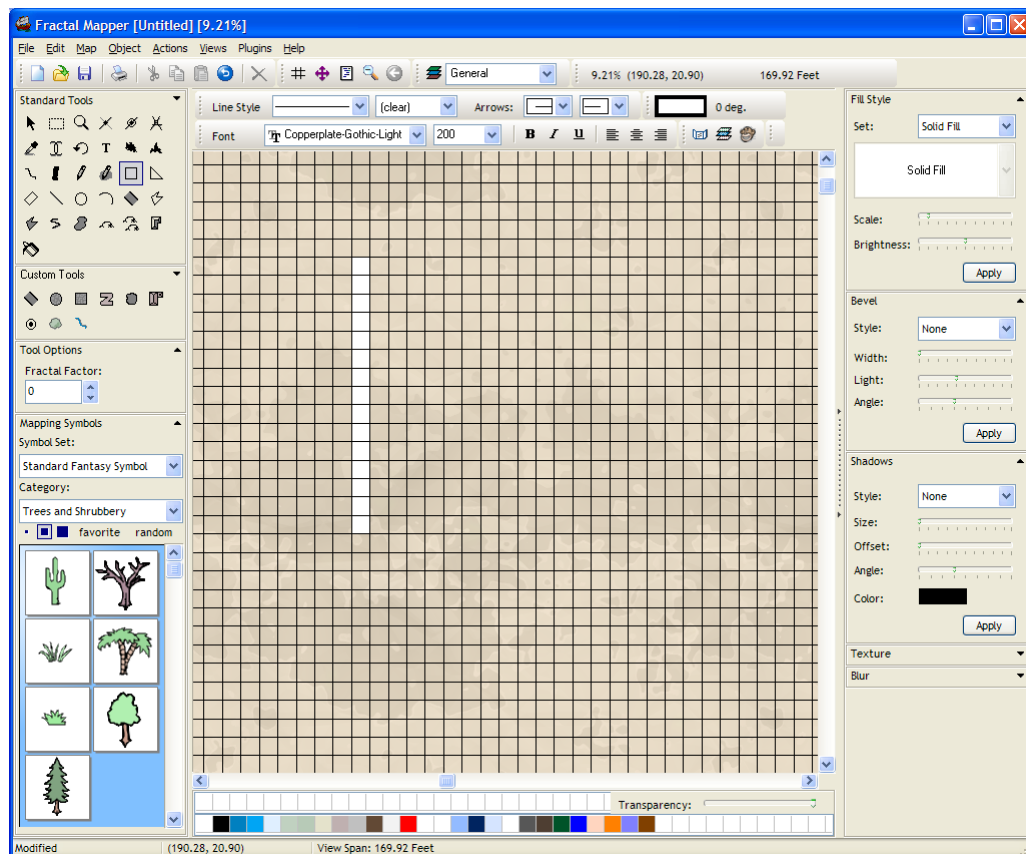 Fractal Mapper [Untitled] [9.21%]
File Edit Map Object Actions Views Plugins Help
General 9.21% (190.28, 20.90) 169.92 Feet
Standard Tools
Line Style (clear) Arrows: 0 deg.
Font Copperplate-Gothic-Light 200 B I u
T
Custom Tools
Tool Options
Fractal Factor:
0
Mapping Symbols
Symbol Set:
Standard Fantasy Symbol
Category:
Trees and Shrubbery
favorite random
Fill Style
Set: Solid Fill
Solid Fill
Scale:
Brightness:
Apply
Bevel
Style: None
Width:
Light:
Angle:
Apply
Shadows
Style: None
Size:
Offset:
Angle:
Color:
Apply
Texture
Blur
Transparency:
Modified (190.28, 20.90) View Span: 169.92 Feet